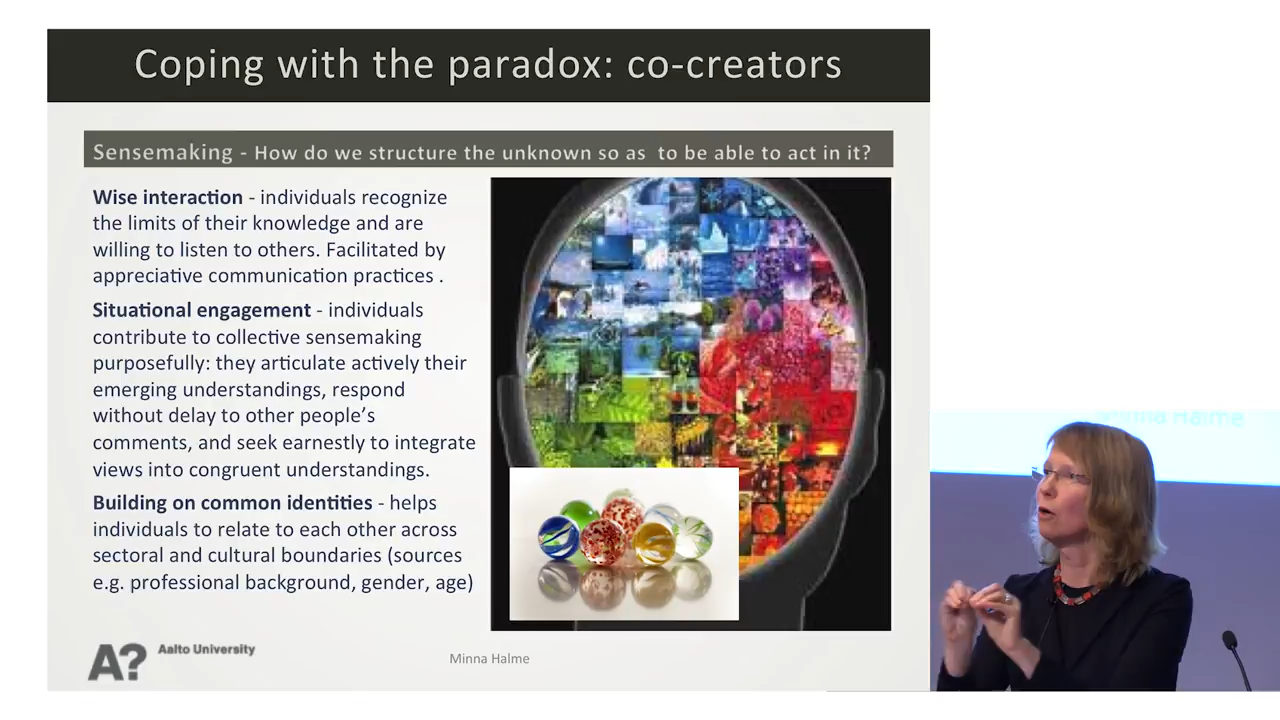 Coping with the paradox: co-creators
Sensemaking - How do we structure the unknown so as to be able to act in it?
Wise interaction - individuals recognize
the limits of their knowledge and are
willing to listen to others. Facilitated by
appreciative communication practices .
Situational engagement - individuals
contribute to collective sensemaking
purposefully: they articulate actively their
emerging understandings, respond
without delay to other people's
comments, and seek earnestly to integrate
views into congruent understandings.
Building on common identities - helps
individuals to relate to each other across
sectoral and cultural boundaries (sources
e.g. professional background, gender, age)
A? Aalto University
Minna Halme
Minna Halme